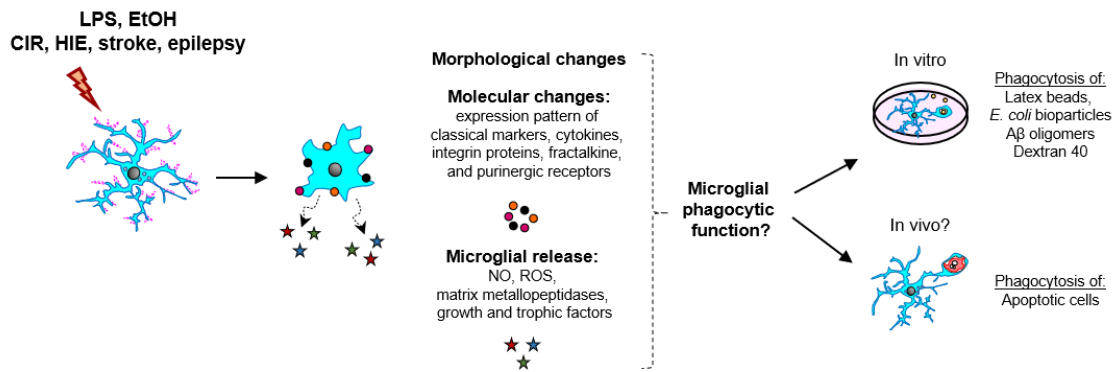 LPS, EtOH
CIR, HIE, stroke, epilepsy
Morphological changes
Molecular changes:
expression pattern of
classical markers, cytokines,
integrin proteins, fractalkine,
and purinergic receptors
Microglial release:
NO, ROS,
matrix metallopeptidases,
growth and trophic factors
Microglial
phagocytic
function?
In vitro
Phagocytosis of:
Latex beads,
E. coli bioparticles
Aβ oligomers
Dextran 40
In vivo?
Phagocytosis of:
Apoptotic cells